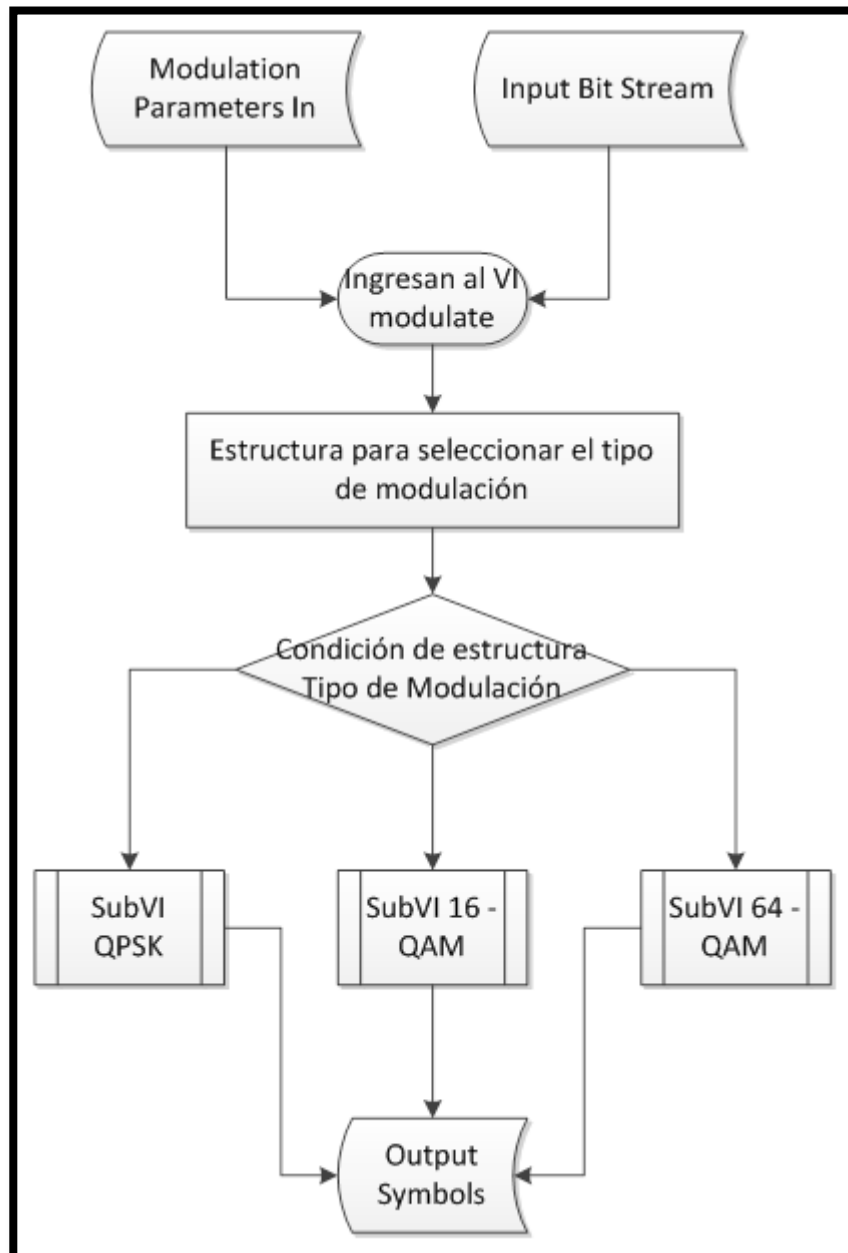 Modulation
Parameters In
Input Bit Stream
Ingresan al VI
modulate
Estructura para seleccionar el tipo
de modulación
Condición de estructura
Tipo de Modulación
SubVI
QPSK
SubVI 16 -
QAM
SubVI 64 -
QAM
Output
Symbols